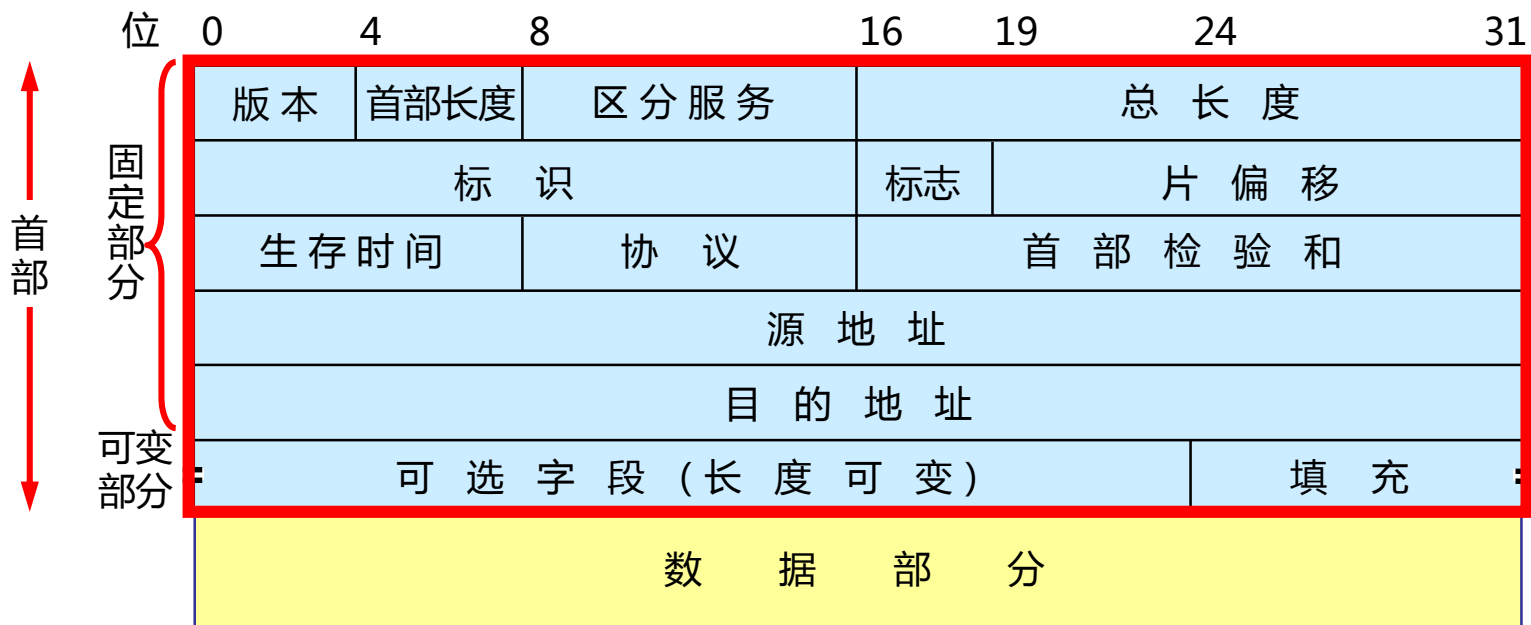 位 0 4 8 16 19 24 31
版本 首部长度 区分服务 总长度
标识 标志 片偏移
生存时间 协议 首部检验和
源地址
目的地址
可选字段(长度可变) 填充
数据部分
首部
固定部分
可变
部分